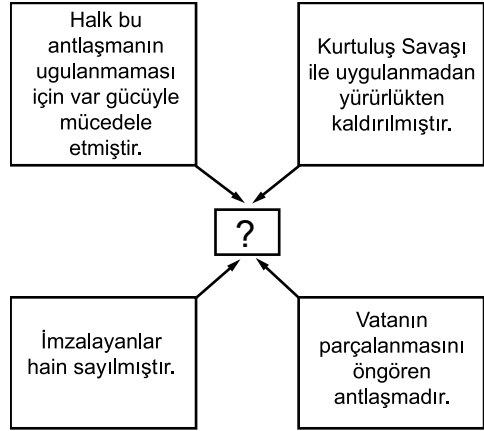 Halk bu
antlaşmanın
ugulanmaması
için var gücüyle
mücedele
etmiştir.
Kurtuluş Savaşı
ile uygulanmadan
yürürlükten
kaldırılmıştır.
?
İmzalayanlar
hain sayılmıştır.
Vatanın
parçalanmasını
öngören
antlaşmadır.